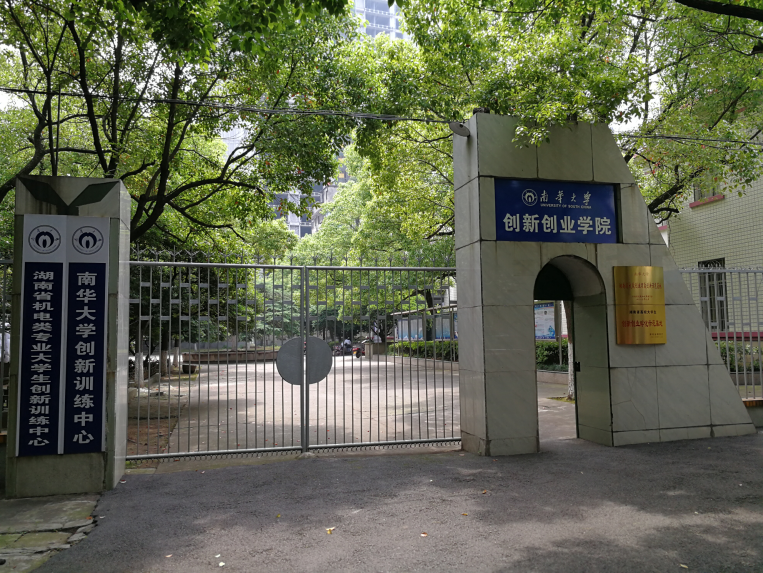 湖南省机电类专业大学生创新训练中心
南华大学创新训练中心
南华大学
UNIVERSITY OF SOUTH CHINA
创新创业学院